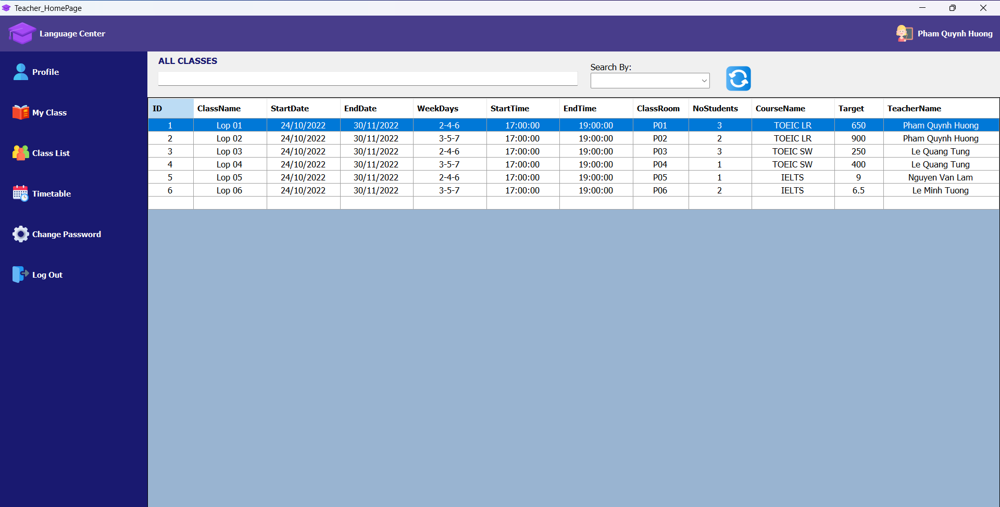 Teacher_HomePage
Language Center
Pham Quynh Huong
Profile
My Class
Class List
Timetable
Change Password
Log Out
ALL CLASSES
Search By:
ID ClassName StartDate EndDate WeekDays StartTime EndTime ClassRoom NoStudents CourseName Target TeacherName
1 Lop 01 24/10/2022 30/11/2022 2-4-6 17:00:00 19:00:00 P01 3 TOEIC LR 650 Pham Quynh Huong
2 Lop 02 24/10/2022 30/11/2022 3-5-7 17:00:00 19:00:00 P02 2 TOEIC LR 900 Pham Quynh Huong
3 Lop 03 24/10/2022 30/11/2022 2-4-6 17:00:00 19:00:00 P03 3 TOEIC SW 250 Le Quang Tung
4 Lop 04 24/10/2022 30/11/2022 3-5-7 17:00:00 19:00:00 P04 1 TOEIC SW 400 Le Quang Tung
5 Lop 05 24/10/2022 30/11/2022 2-4-6 17:00:00 19:00:00 P05 1 IELTS 9 Nguyen Van Lam
6 Lop 06 24/10/2022 30/11/2022 3-5-7 17:00:00 19:00:00 P06 2 IELTS 6.5 Le Minh Tuong